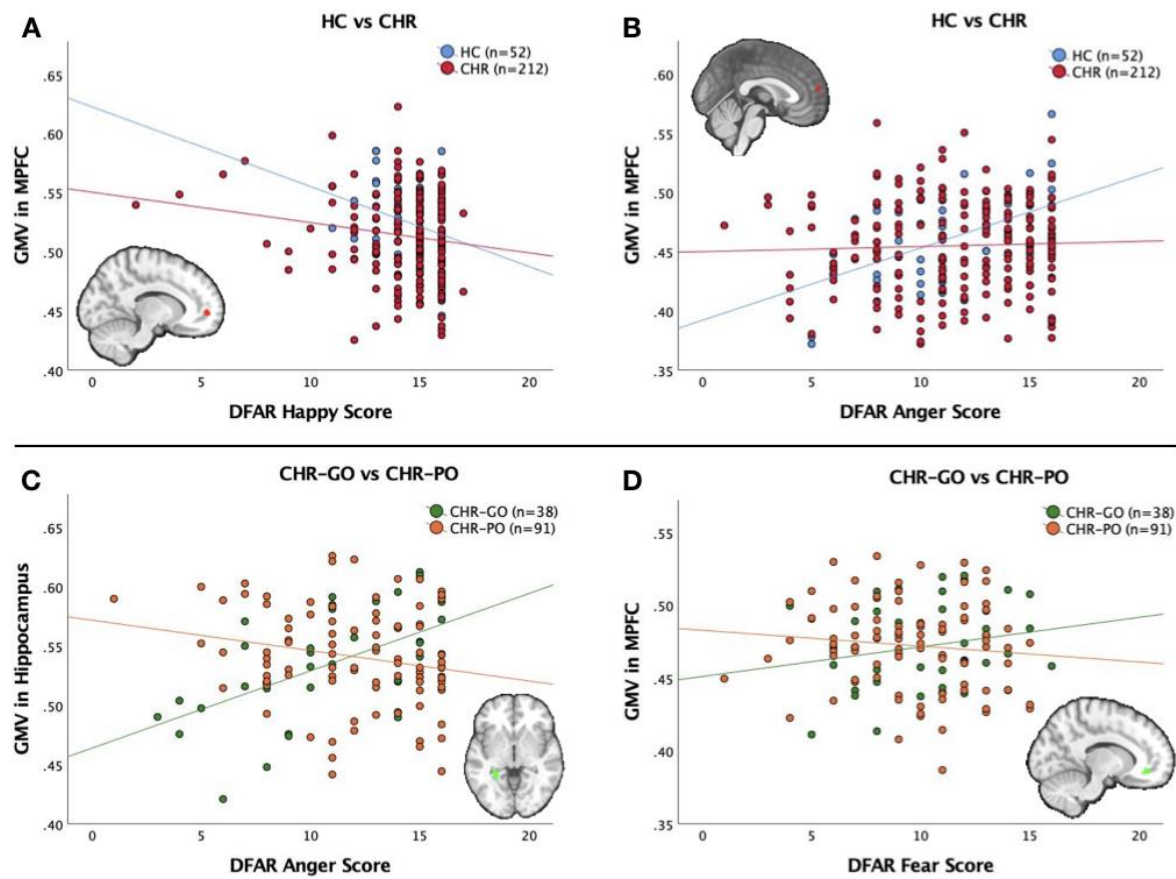 A
HC vs CHR
HC (n=52)
CHR (n=212)
GMV in MPFC
.65
.60
.55
.50
.45
.40
0 5 10 15 20
DFAR Happy Score
B
HC vs CHR
HC (n=52)
CHR (n=212)
GMV in MPFC
.60
.55
.50
.45
.40
.35
0 5 10 15 20
DFAR Anger Score
C
CHR-GO vs CHR-PO
CHR-GO (n=38)
CHR-PO (n=91)
GMV in Hippocampus
.65
.60
.55
.50
.45
.40
0 5 10 15 20
DFAR Anger Score
D
CHR-GO vs CHR-PO
CHR-GO (n=38)
CHR-PO (n=91)
GMV in MPFC
.55
.50
.45
.40
.35
0 5 10 15 20
DFAR Fear Score